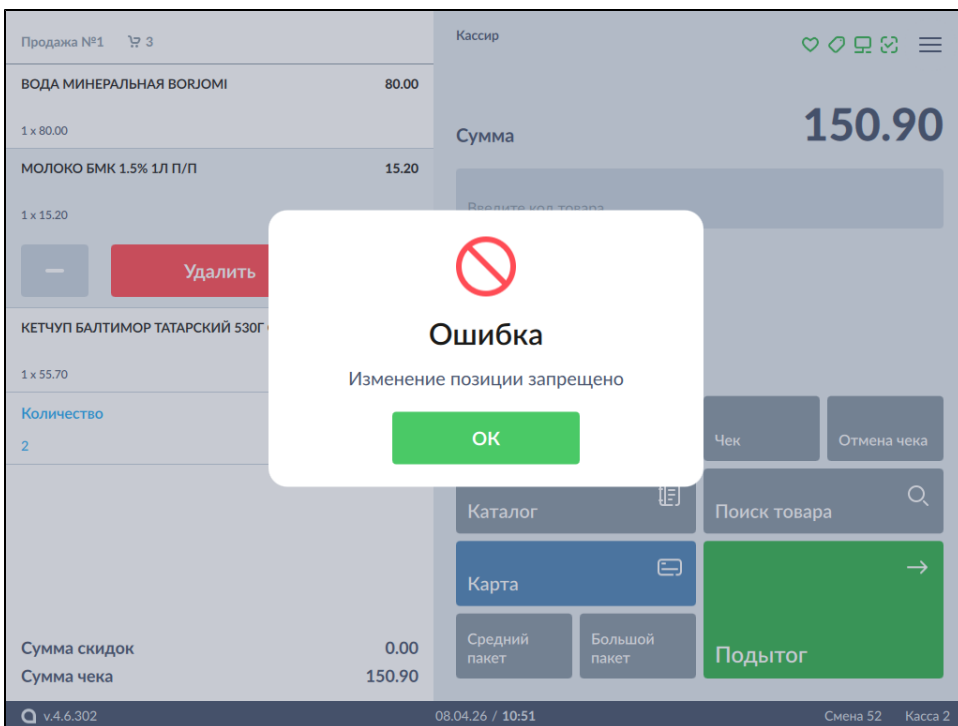 Продажа №1 3
Кассир
ВОДА МИНЕРАЛЬНАЯ BORJOMI 80.00
1 x 80.00
Сумма 150.90
МОЛОКО БМК 1.5% 1Л П/П 15.20
1 x 15.20
Введите код товара
Удалить
КЕТЧУП БАЛТИМОР ТАТАРСКИЙ 530Г
1 x 55.70
Ошибка
Изменение позиции запрещено
ОК
Количество
2
Чек
Отмена чека
Каталог
Поиск товара
Карта
Средний
пакет
Большой
пакет
Подытог
Сумма скидок 0.00
Сумма чека 150.90
v.4.6.302
08.04.26 / 10:51
Смена 52 Касса 2